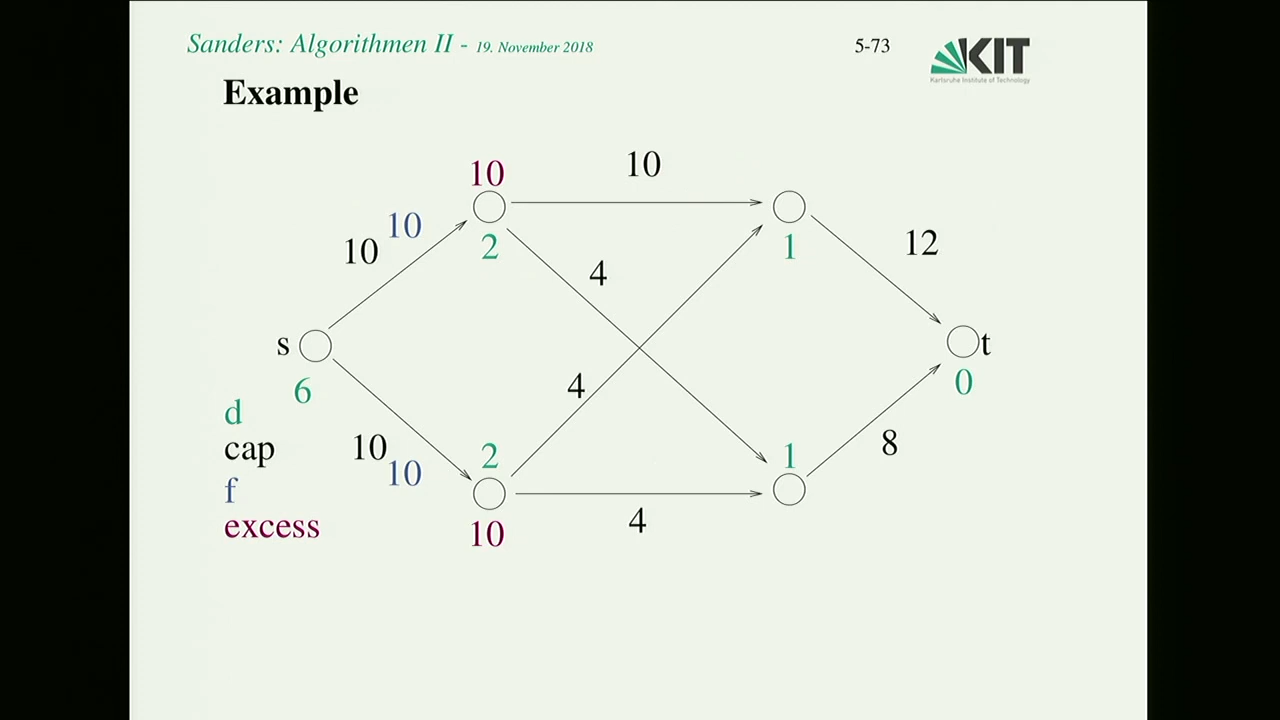 Sanders: Algorithmen II - 19. November 2018
5-73
KIT
Karlsruhe Institute of Technology
Example
10
10
10
10
2
1
12
4
s
t
6
0
4
d
cap
10
8
f
10
2
1
excess
10
4